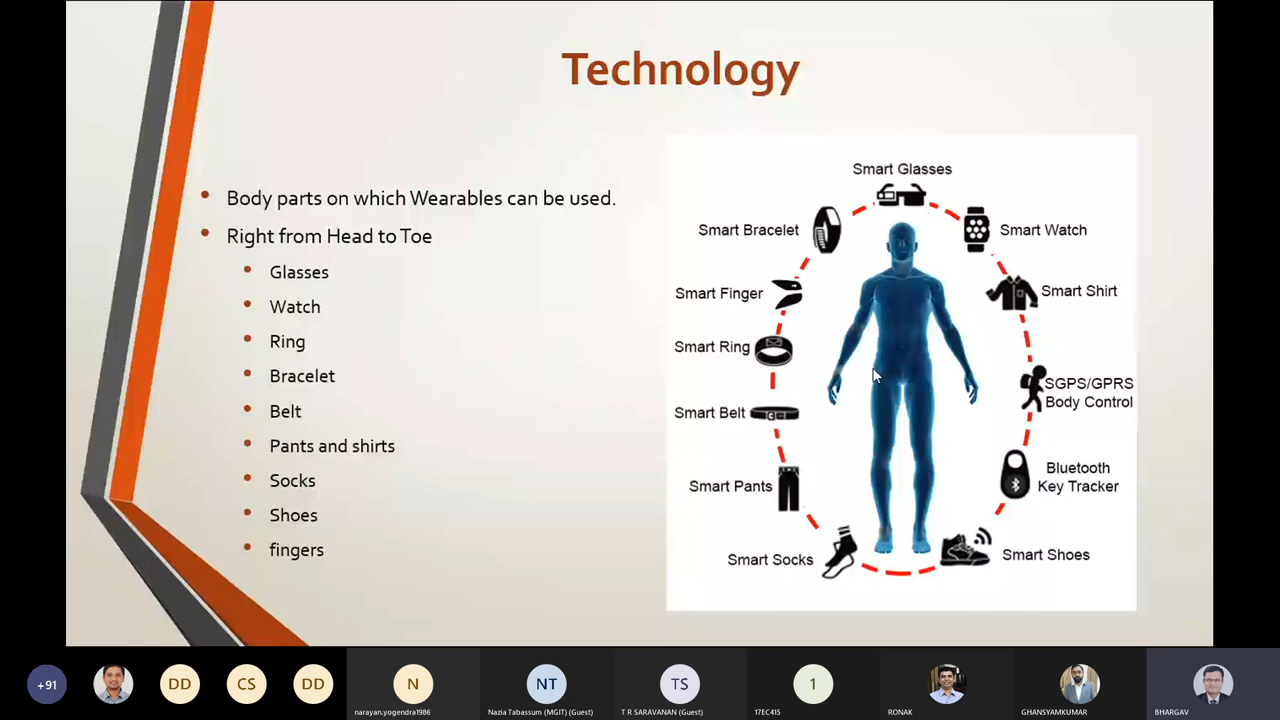 Technology
Body parts on which Wearables can be used.
Right from Head to Toe
Glasses
Watch
Ring
Bracelet
Belt
Pants and shirts
Socks
Shoes
fingers
Smart Glasses
Smart Bracelet
Smart Watch
Smart Finger
Smart Shirt
Smart Ring
SGPS/GPRS
Body Control
Smart Belt
Bluetooth
Key Tracker
Smart Pants
Smart Socks
Smart Shoes
+91
DD
CS
DD
N
NT
TS
1
narayan.yogendra1986
Nazia Tabassum (MGIT) (Guest)
T R SARAVANAN (Guest)
17EC415
RONAK
GHANSYAMKUMAR
BHARGAV